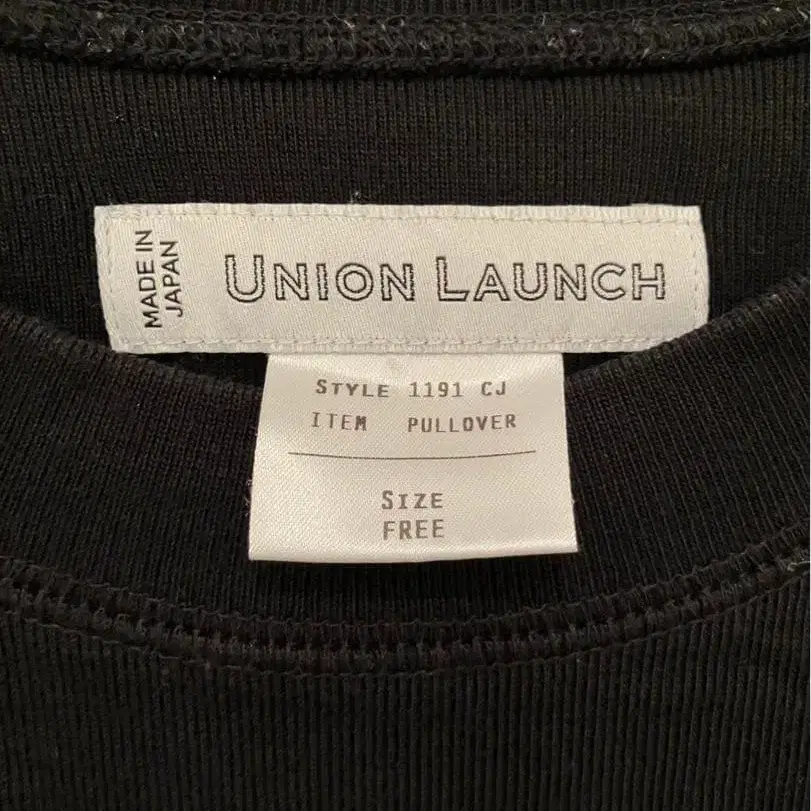 MADE IN
JAPAN
UNION LAUNCH
STYLE 1191 CJ
ITEM PULLOVER
SIZE
FREE